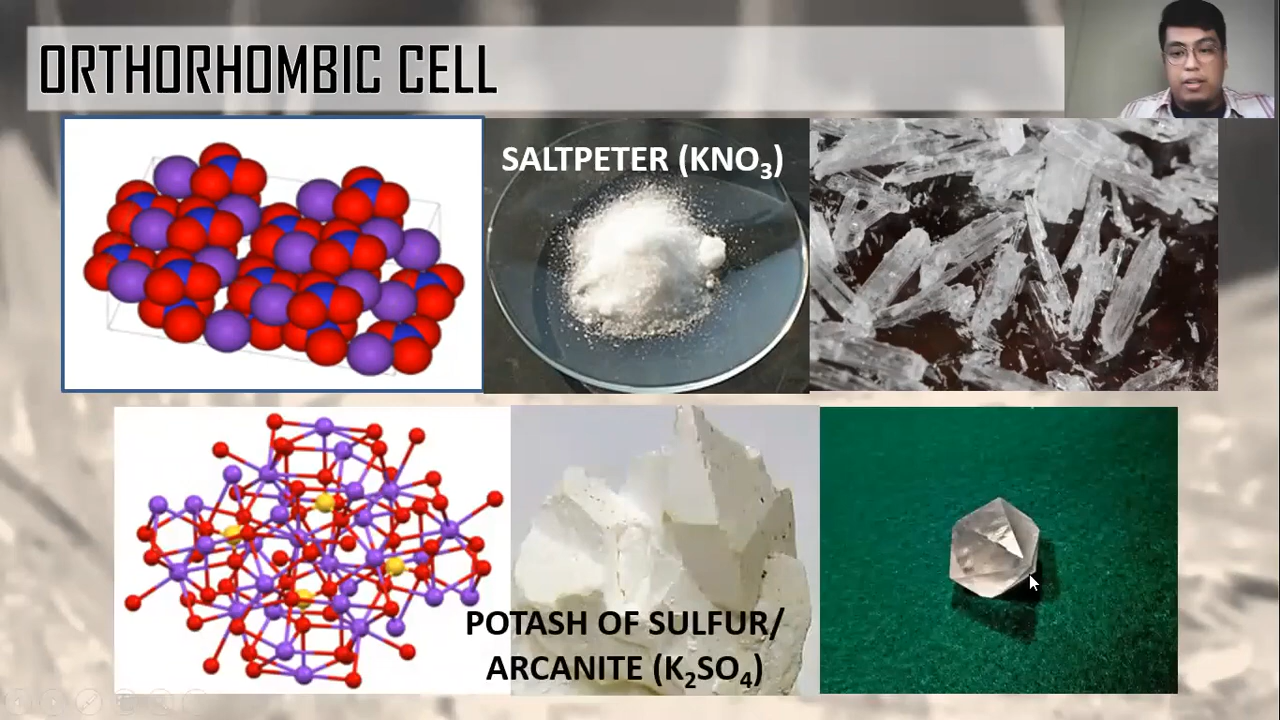 ORTHORHOMBIC CELL
SALTPETER (KNO₃)
POTASH OF SULFUR/
ARCANITE (K₂SO₄)